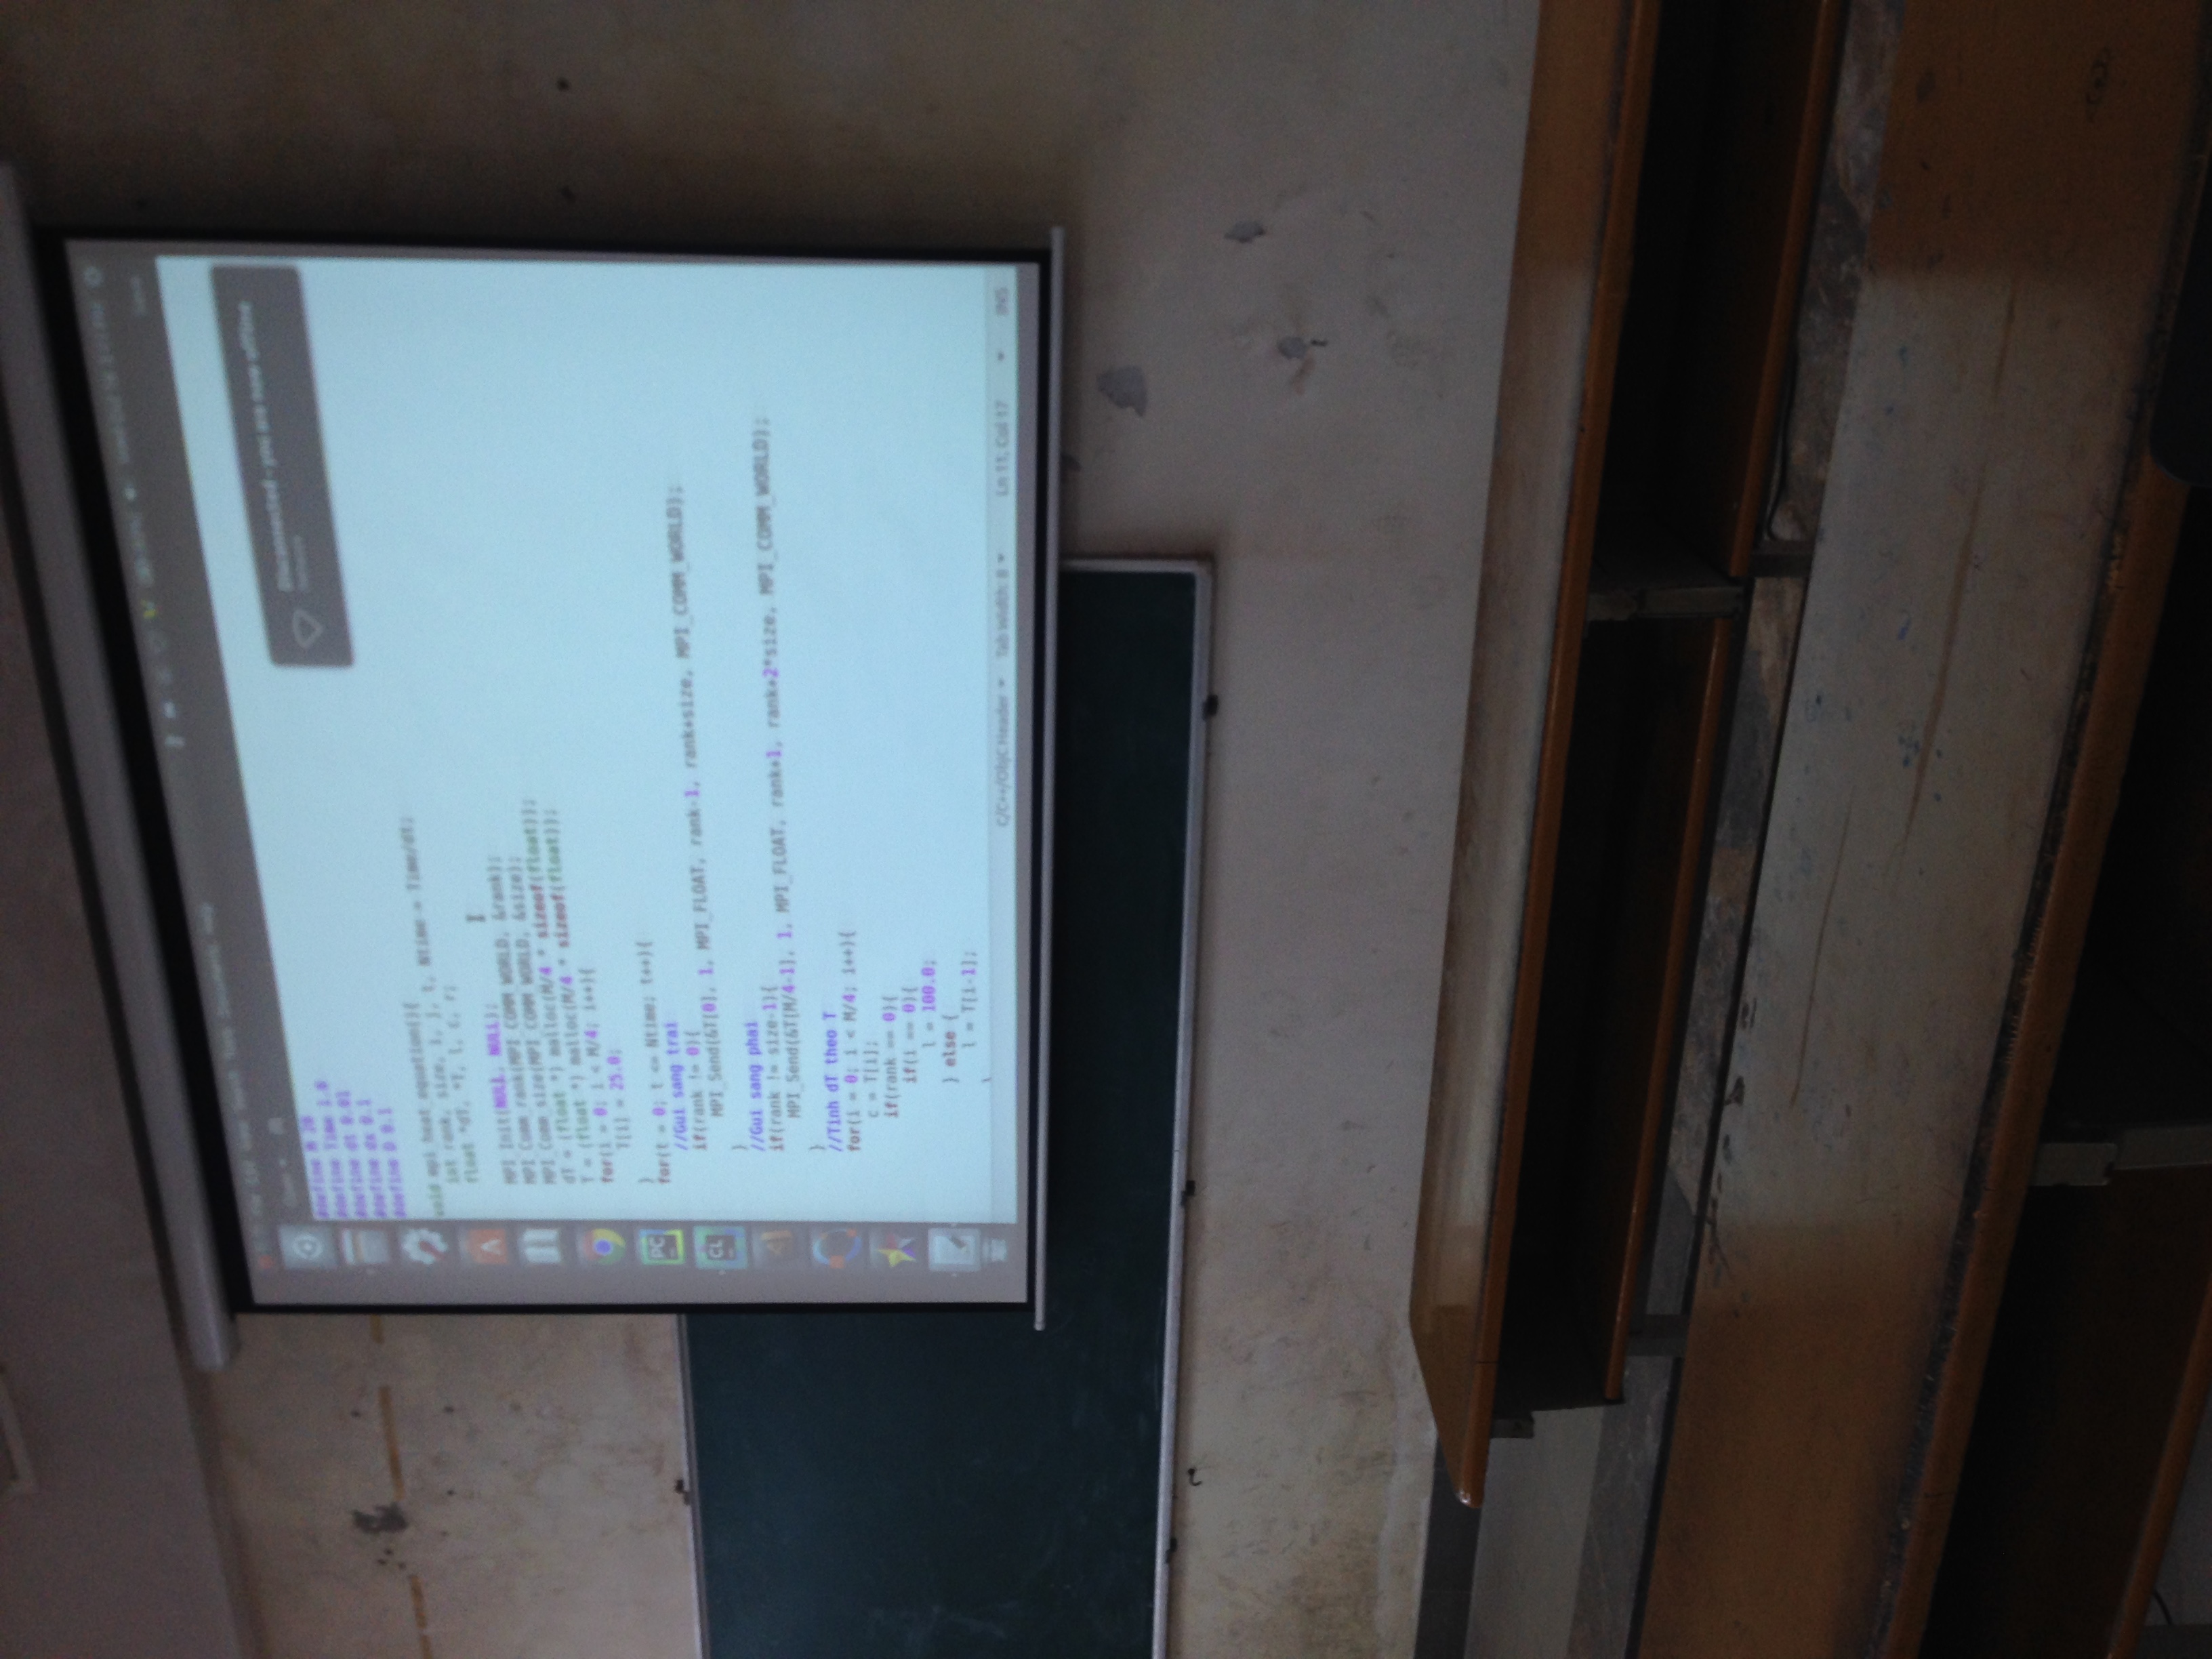 Open
Save
Disconnected - you are now offline
Network
#define M 20
#define Time 1.0
#define dt 0.01
#define dx 0.1
#define D 0.1
void mpi_heat_equation(){
int rank, size, i, j, t, Ntime = Time/dt;
float *dT, *T, l, c, r;
MPI_Init(NULL, NULL);
MPI_Comm_rank(MPI_COMM_WORLD, &rank);
MPI_Comm_size(MPI_COMM_WORLD, &size);
dT = (float *) malloc(M/4 * sizeof(float));
T = (float *) malloc(M/4 * sizeof(float));
for(i = 0; i < M/4; i++){
T[i] = 25.0;
}
for(t = 0; t <= Ntime; t++){
//Gui sang trai
if(rank != 0){
MPI_Send(&T[0], 1, MPI_FLOAT, rank-1, rank+size, MPI_COMM_WORLD);
}
//Gui sang phai
if(rank != size-1){
MPI_Send(&T[M/4-1], 1, MPI_FLOAT, rank+1, rank+2*size, MPI_COMM_WORLD);
}
//Tinh dT theo T
for(i = 0; i < M/4; i++){
c = T[i];
if(rank == 0){
if(i == 0){
l = 100.0;
} else {
l = T[i-1];
PC
CL
C/C++/ObjC Header Tab Width: 8 Ln 11, Col 17 INS